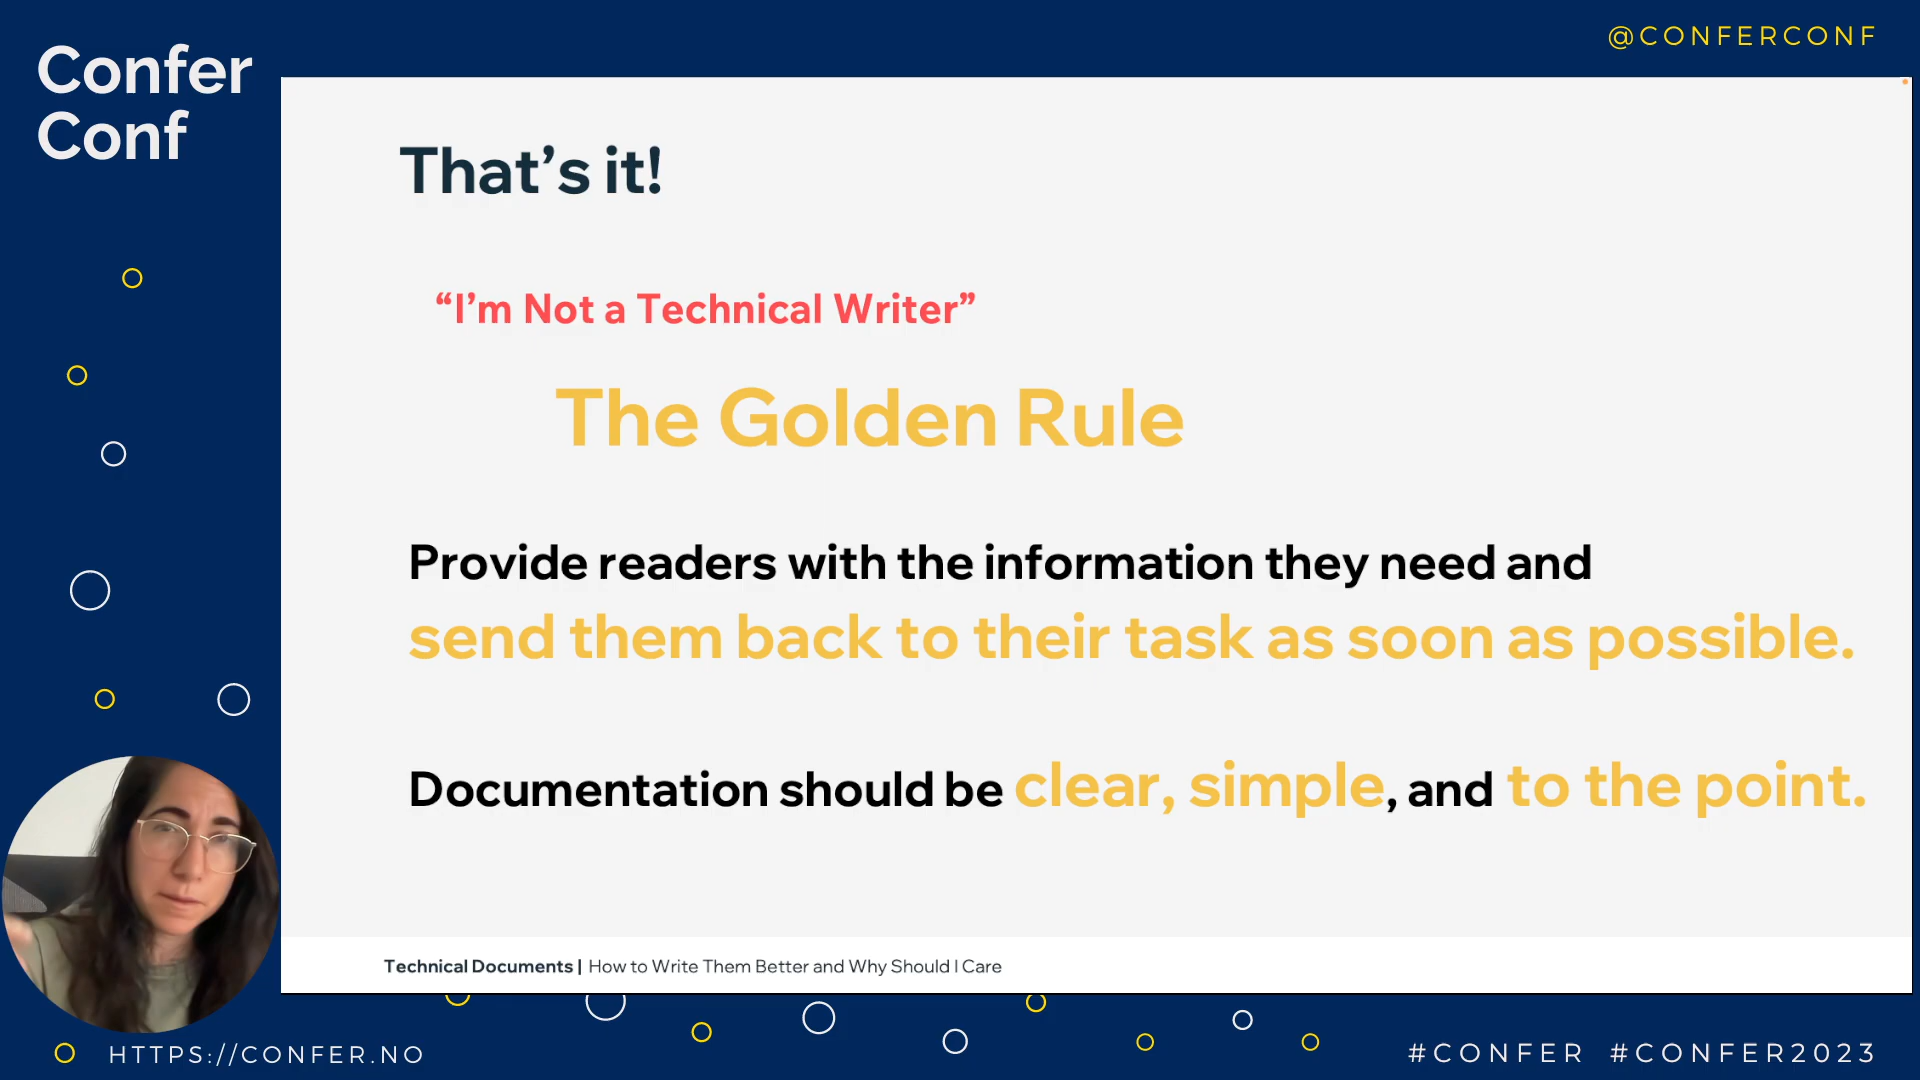 Confer
Conf
@CONFERCONF
That’s it!
“I’m Not a Technical Writer”
The Golden Rule
Provide readers with the information they need and
send them back to their task as soon as possible.
Documentation should be clear, simple, and to the point.
Technical Documents | How to Write Them Better and Why Should I Care
HTTPS://CONFER.NO
#CONFER #CONFER2023